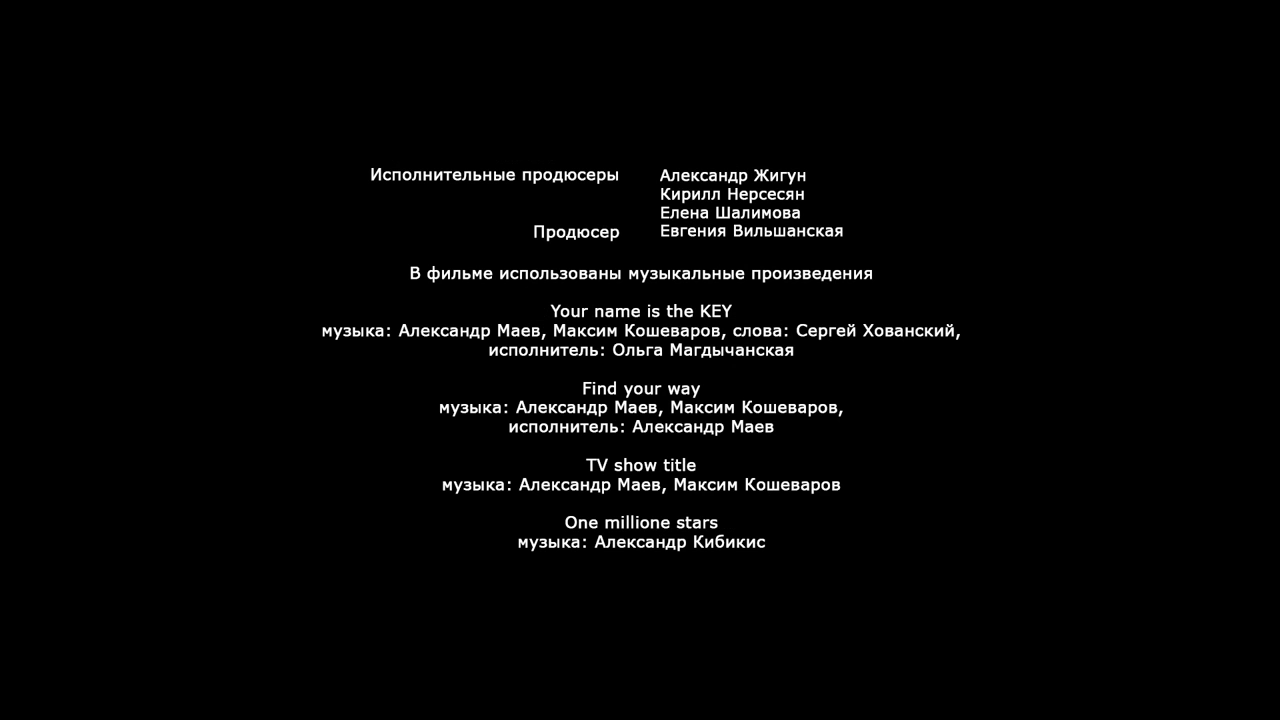 Исполнительные продюсеры Александр Жигун
Кирилл Нерсесян
Елена Шалимова
Продюсер Евгения Вильшанская
В фильме использованы музыкальные произведения
Your name is the KEY
музыка: Александр Маев, Максим Кошеваров, слова: Сергей Хованский,
исполнитель: Ольга Магдычанская
Find your way
музыка: Александр Маев, Максим Кошеваров,
исполнитель: Александр Маев
TV show title
музыка: Александр Маев, Максим Кошеваров
One millione stars
музыка: Александр Кибикис